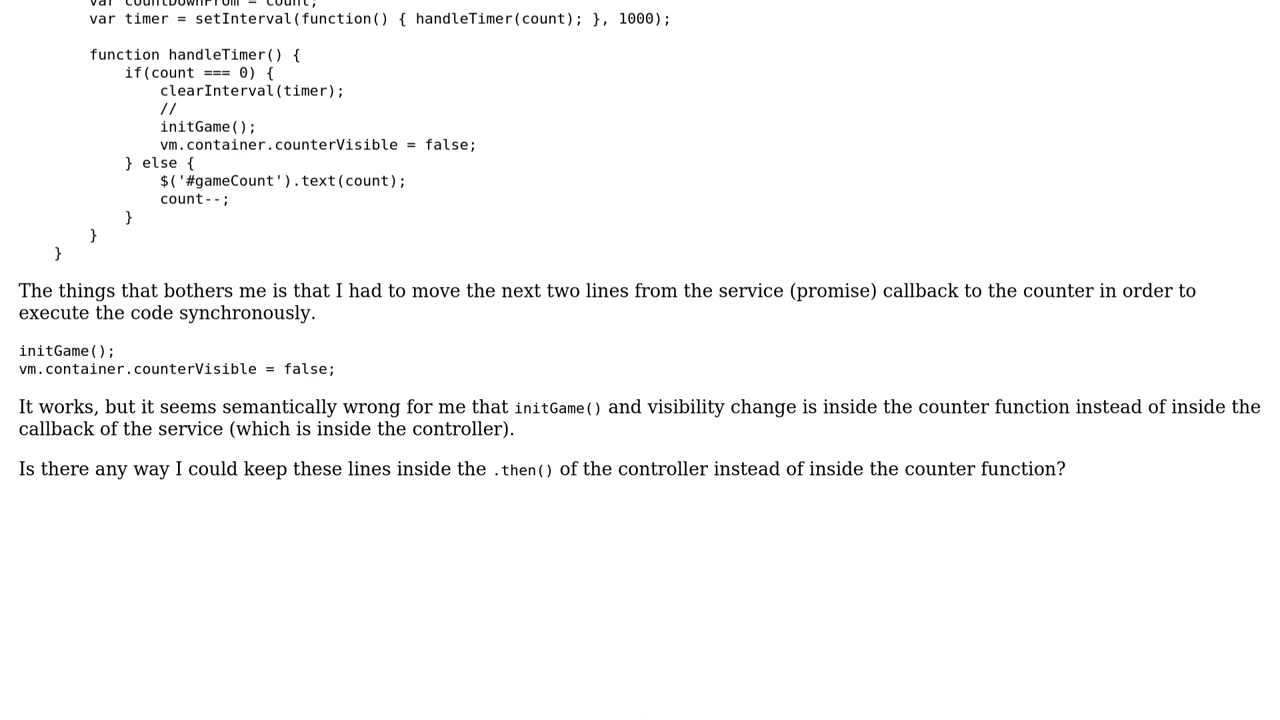 var countDownFrom = count;
var timer = setInterval(function() { handleTimer(count); }, 1000);
function handleTimer() {
if(count === 0) {
clearInterval(timer);
//
initGame();
vm.container.counterVisible = false;
} else {
$('#gameCount').text(count);
count--;
}
}
}
The things that bothers me is that I had to move the next two lines from the service (promise) callback to the counter in order to
execute the code synchronously.
initGame();
vm.container.counterVisible = false;
It works, but it seems semantically wrong for me that initGame() and visibility change is inside the counter function instead of inside the
callback of the service (which is inside the controller).
Is there any way I could keep these lines inside the .then() of the controller instead of inside the counter function?